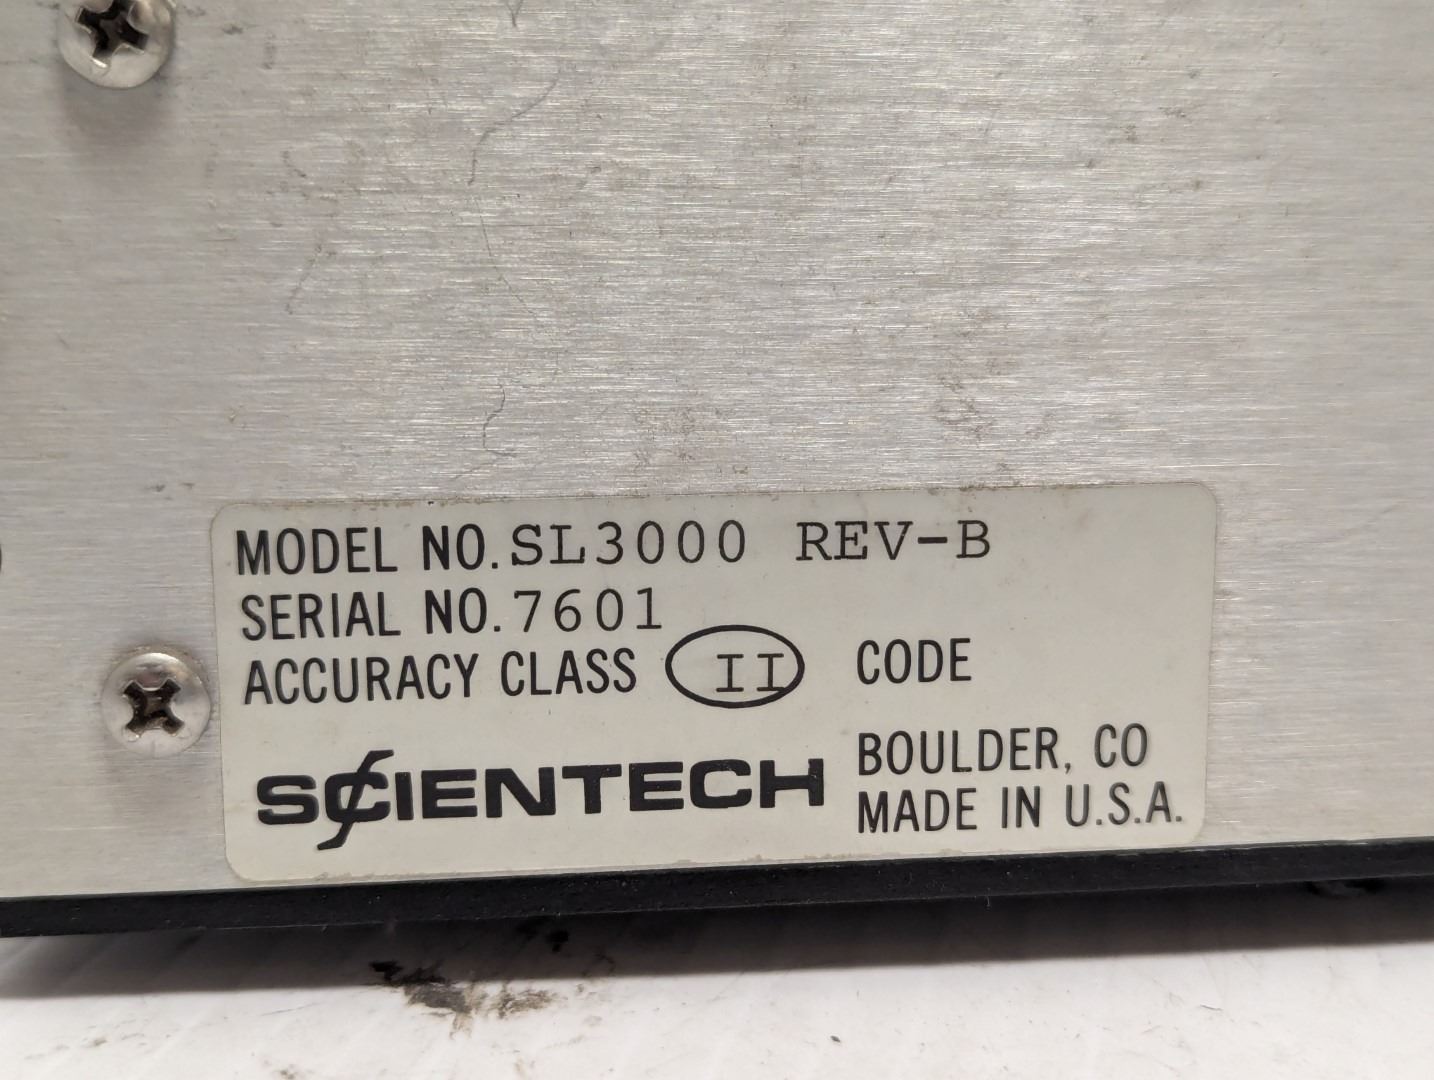 MODEL NO. SL3000 REV-B
SERIAL NO. 7601
ACCURACY CLASS II CODE
SCIENTECH
BOULDER, CO
MADE IN U.S.A.